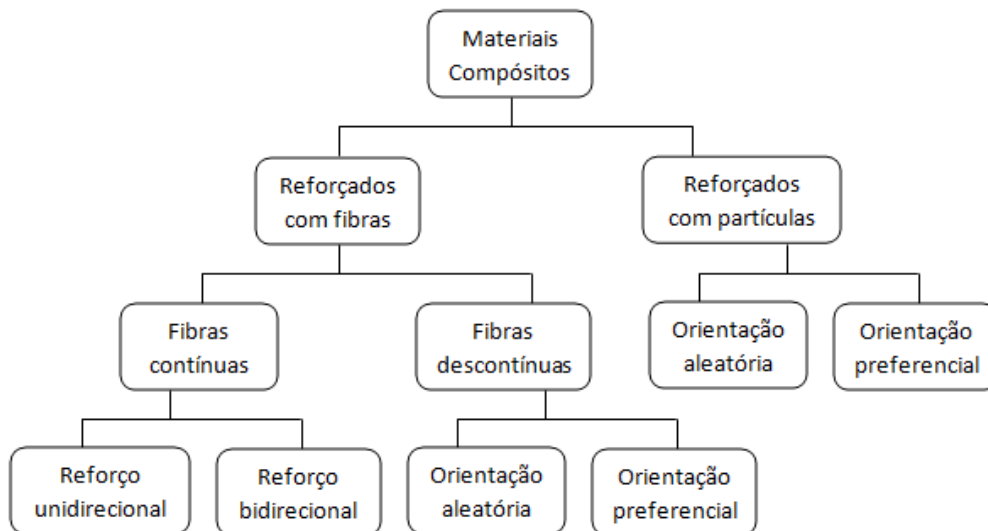 Materiais
Compósitos
Reforçados
com fibras
Reforçados
com partículas
Fibras
contínuas
Fibras
descontínuas
Orientação
aleatória
Orientação
preferencial
Reforço
unidirecional
Reforço
bidirecional
Orientação
aleatória
Orientação
preferencial